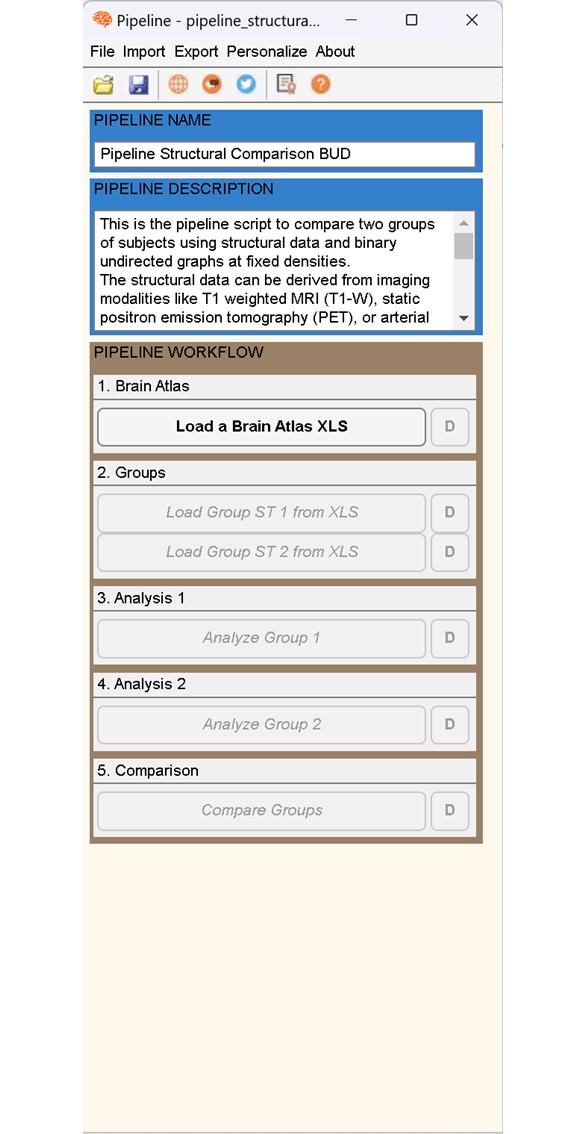 Pipeline - pipeline_structura...
File Import Export Personalize About
PIPELINE NAME
Pipeline Structural Comparison BUD
PIPELINE DESCRIPTION
This is the pipeline script to compare two groups
of subjects using structural data and binary
undirected graphs at fixed densities.
The structural data can be derived from imaging
modalities like T1 weighted MRI (T1-W), static
positron emission tomography (PET), or arterial
PIPELINE WORKFLOW
1. Brain Atlas
Load a Brain Atlas XLS D
2. Groups
Load Group ST 1 from XLS D
Load Group ST 2 from XLS D
3. Analysis 1
Analyze Group 1 D
4. Analysis 2
Analyze Group 2 D
5. Comparison
Compare Groups D